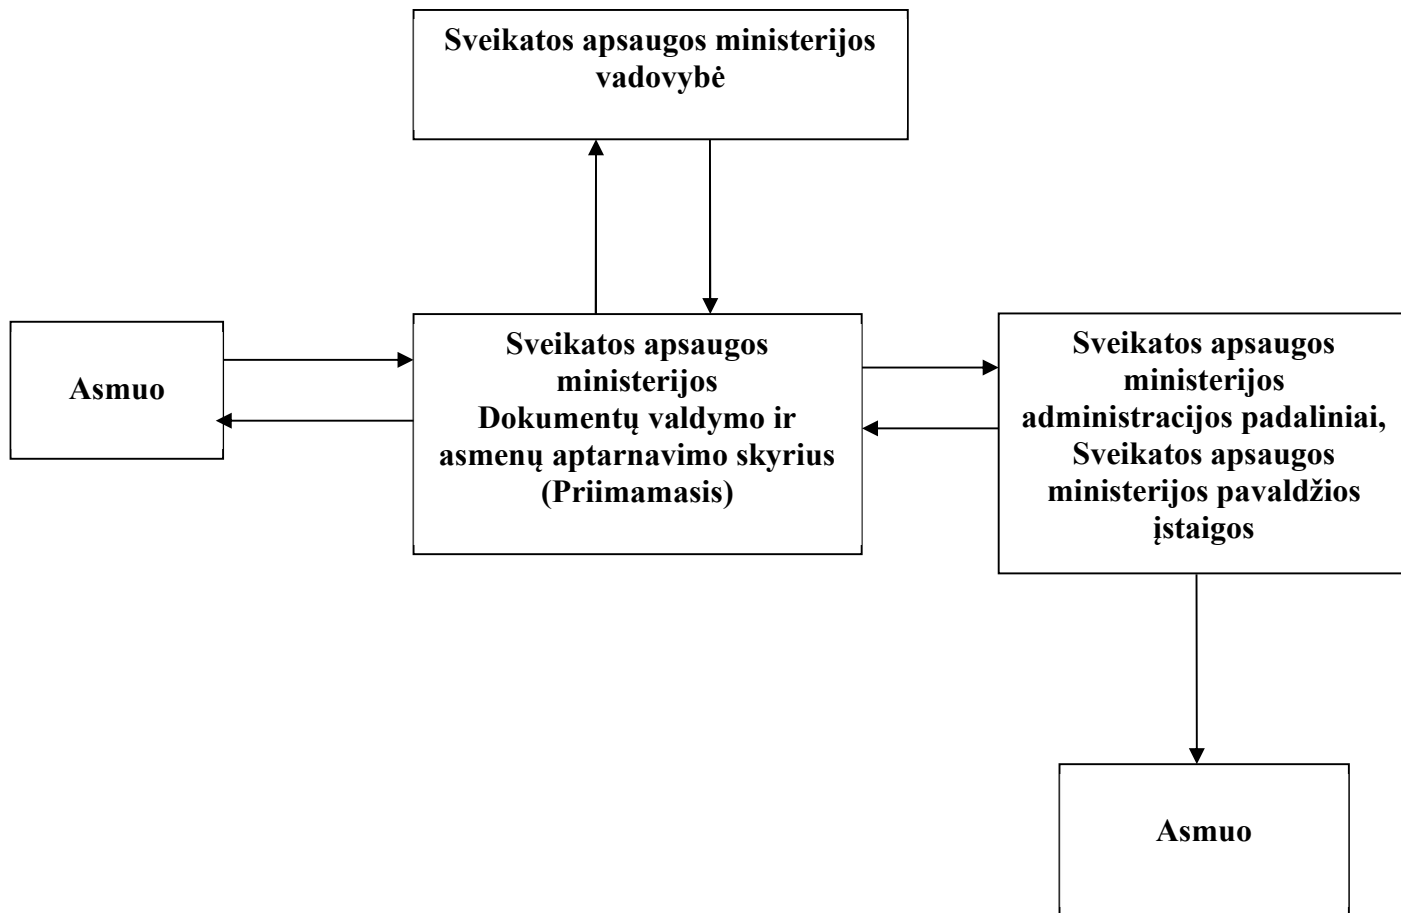 Sveikatos apsaugos ministerijos
vadovybė
Asmuo
Sveikatos apsaugos
ministerijos
Dokumentų valdymo ir
asmenų aptarnavimo skyrius
(Priimamasis)
Sveikatos apsaugos
ministerijos
administracijos padaliniai,
Sveikatos apsaugos
ministerijos pavaldžios
įstaigos
Asmuo